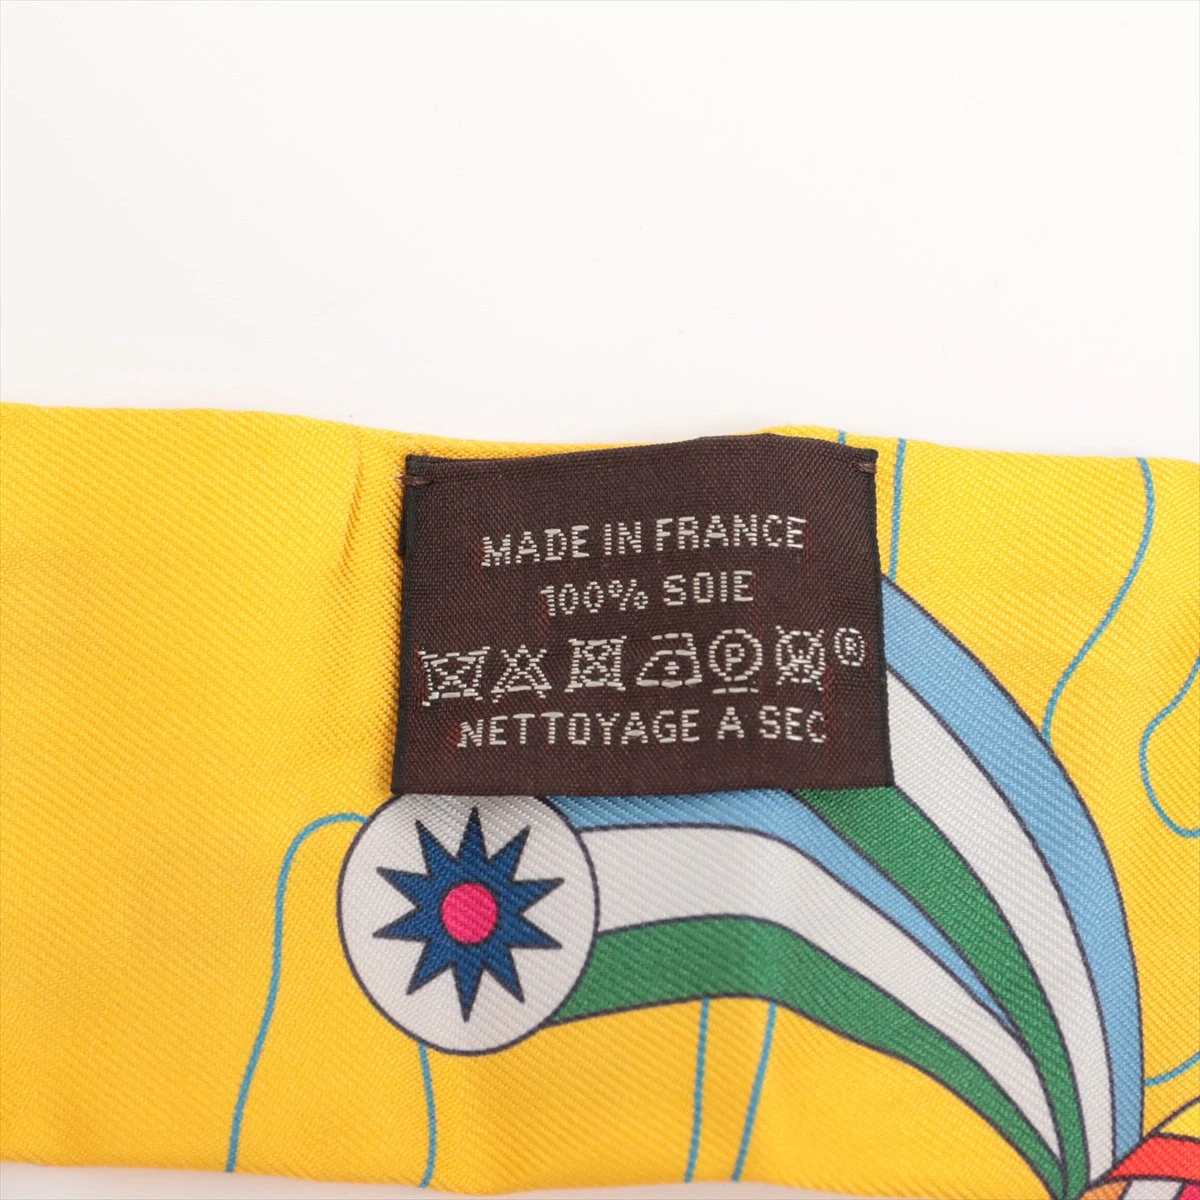 MADE IN FRANCE
100% SOIE
P ®
NETTOYAGE A SEC